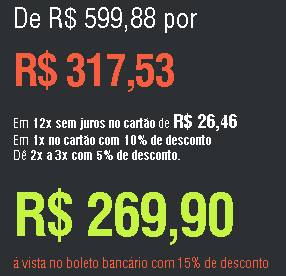 De R$ 599,88 por
R$ 317,53
Em 12x sem juros no cartão de R$ 26,46
Em 1x no cartão com 10% de desconto
Dê 2x a 3x com 5% de desconto.
R$ 269,90
á vista no boleto bancário com 15% de desconto